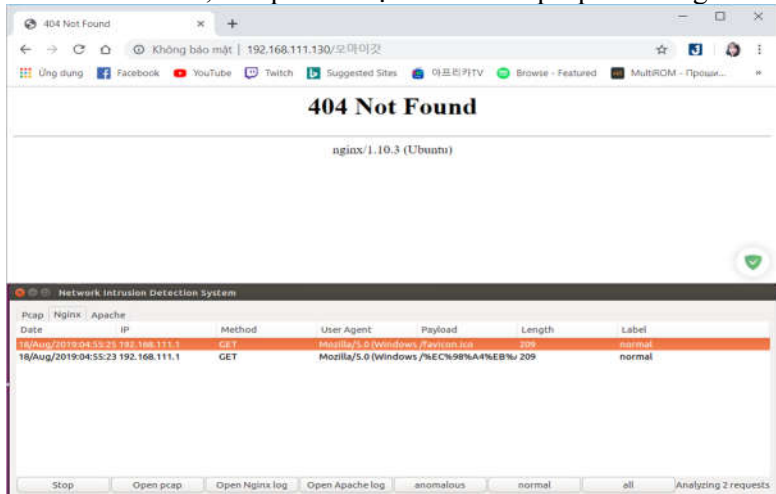 404 Not Found
Không bảo mật | 192.168.111.130/오마이갓
Ứng dụng Facebook YouTube Twitch Suggested Sites 아프리카TV Browse - Featured MultiROM - Прошив...
404 Not Found
nginx/1.10.3 (Ubuntu)
Network Intrusion Detection System
Pcap Nginx Apache
Date IP Method User Agent Payload Length Label
18/Aug/2019:04:55:25 192.168.111.1 GET Mozilla/5.0 (Windows /favicon.ico 209 normal
18/Aug/2019:04:55:23 192.168.111.1 GET Mozilla/5.0 (Windows /%EC%98%A4%EB% 209 normal
Stop Open pcap Open Nginx log Open Apache log anomalous normal all Analyzing 2 requests